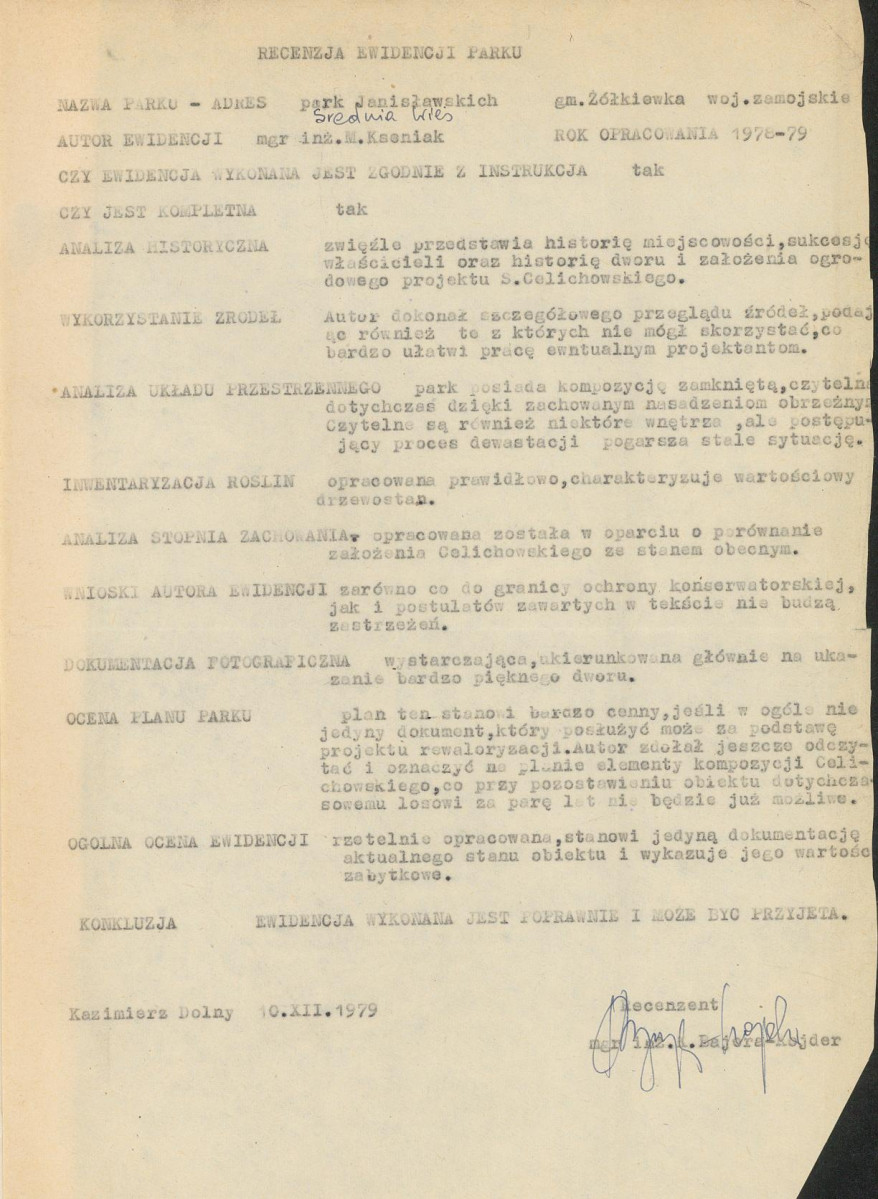 RECENZJA EWIDENCJI PARKU
NAZWA PARKU - ADRES park Janisławskich gm.Żółkiewka woj.zamojskie
Średnia Wieś
AUTOR EWIDENCJI mgr inż.M.Kseniak ROK OPRACOWANIA 1978-79
CZY EWIDENCJA WYKONANA JEST ZGODNIE Z INSTRUKCJA tak
CZY JEST KOMPLETNA tak
ANALIZA HISTORYCZNA zwięźle przedstawia historię miejscowości,sukcesję
właścicieli oraz historię dworu i założenia ogro-
dowego projektu S.Celichowskiego.
WYKORZYSTANIE ZRODEŁ Autor dokonał szczegółowego przeglądu źródeł,podaj
ąc również te z których nie mógł skorzystać,co
bardzo ułatwi pracę ewntualnym projektantom.
ANALIZA UKŁADU PRZESTRZENNEGO park posiada kompozycję zamkniętą,czytelna
dotychczas dzięki zachowanym nasadzeniom obrzeżnym
Czytelne są również niektóre wnętrza ,ale postępu-
jący proces dewastacji pogarsza stale sytuację.
INWENTARYZACJA ROSLIN opracowana prawidłowo,charakteryzuje wartościowy
drzewostan.
ANALIZA STOPNIA ZACHOWANIA. opracowana została w oparciu o porównanie
założenia Celichowskiego ze stanem obecnym.
WNIOSKI AUTORA EWIDENCJI zarówno co do granicy ochrony konserwatorskiej,
jak i postulatów zawartych w tekście nie budzą
zastrzeżeń.
DOKUMENTACJA FOTOGRAFICZNA wystarczająca,ukierunkowana głównie na uka-
zanie bardzo pięknego dworu.
OCENA PLANU PARKU plan ten stanowi barczo cenny,jeśli w ogóle nie
jedyny dokument,który posłużyć może za podstawę
projektu rewaloryzacji.Autor zdołał jeszcze odczy-
tać i oznaczyć na planie elementy kompozycji Celi-
chowskiego,co przy pozostawieniu obiektu dotychcza-
sowemu losowi za parę lat nie będzie już możliwe.
OGOLNA OCENA EWIDENCJI rzetelnie opracowana,stanowi jedyną dokumentację
aktualnego stanu obiektu i wykazuje jego wartości
zabytkowe.
KONKLUZJA EWIDENCJA WYKONANA JEST POPRAWNIE I MOŻE BYC PRZYJETA.
Kazimierz Dolny 10.XII.1979 Recenzent
mgr inż. Bajera-Kojder